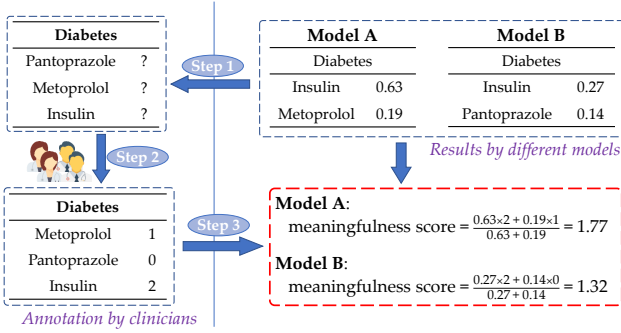 Diabetes
Pantoprazole ?
Metoprolol ?
Insulin ?
Step 1
Model A
Diabetes
Insulin 0.63
Metoprolol 0.19
Model B
Diabetes
Insulin 0.27
Pantoprazole 0.14
Results by different models
Step 2
Diabetes
Metoprolol 1
Pantoprazole 0
Insulin 2
Annotation by clinicians
Step 3
Model A:
meaningfulness score = \frac{0.63×2 + 0.19×1}{0.63 + 0.19} = 1.77
Model B:
meaningfulness score = \frac{0.27×2 + 0.14×0}{0.27 + 0.14} = 1.32